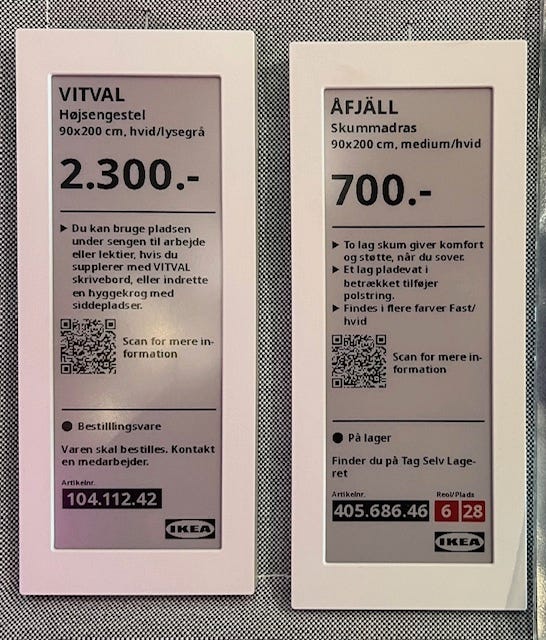 VITVAL
Højsengestel
90x200 cm, hvid/lysegrå
2.300.-
▶ Du kan bruge pladsen
under sengen til arbejde
eller lektier, hvis du
supplerer med VITVAL
skrivebord, eller indrette
en hyggekrog med
siddepladser.
Scan for mere in-
formation
● Bestilllingsvare
Varen skal bestilles. Kontakt
en medarbejder.
Artikelnr.
104.112.42
IKEA
ÅFJÄLL
Skummadras
90x200 cm, medium/hvid
700.-
▶ To lag skum giver komfort
og støtte, når du sover.
▶ Et lag pladevat i
betrækket tilføjer
polstring.
▶ Findes i flere farver Fast/
hvid
Scan for mere in-
formation
● På lager
Finder du på Tag Selv Lage-
ret
Artikelnr. Reol/Plads
405.686.46 6 28
IKEA